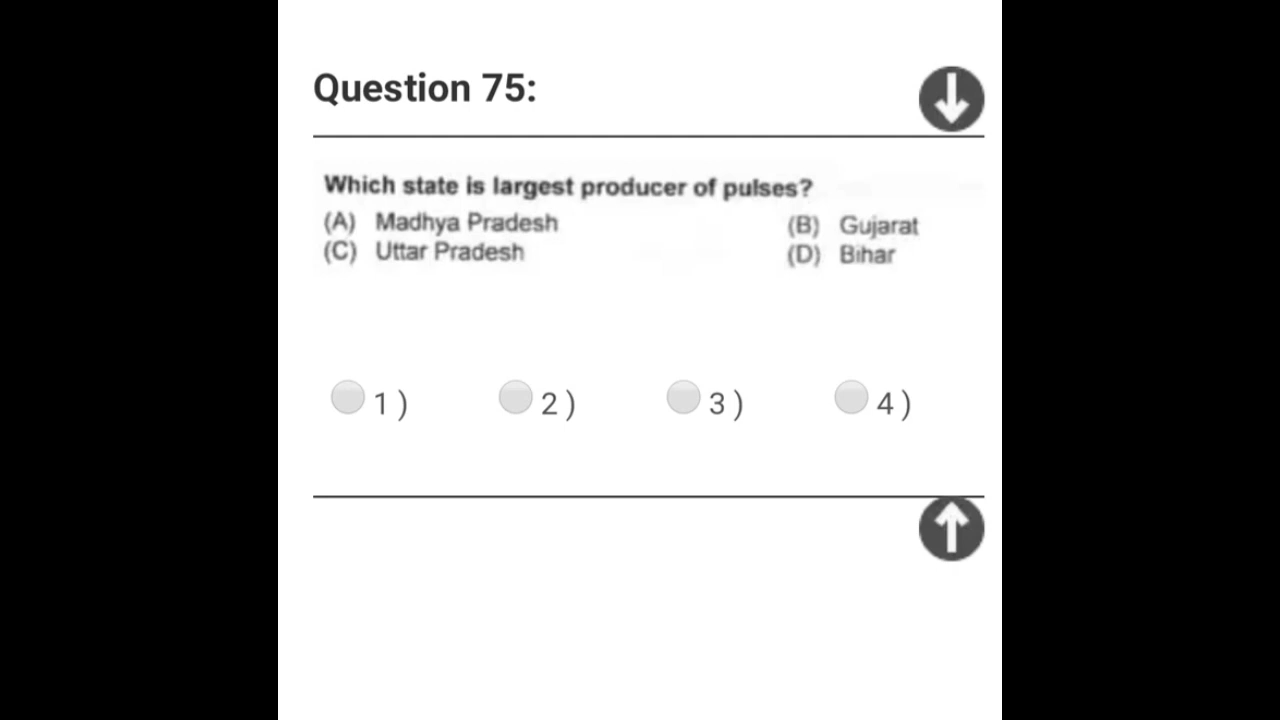 Question 75:
Which state is largest producer of pulses?
(A) Madhya Pradesh (B) Gujarat
(C) Uttar Pradesh (D) Bihar
1 ) 2 ) 3 ) 4 )